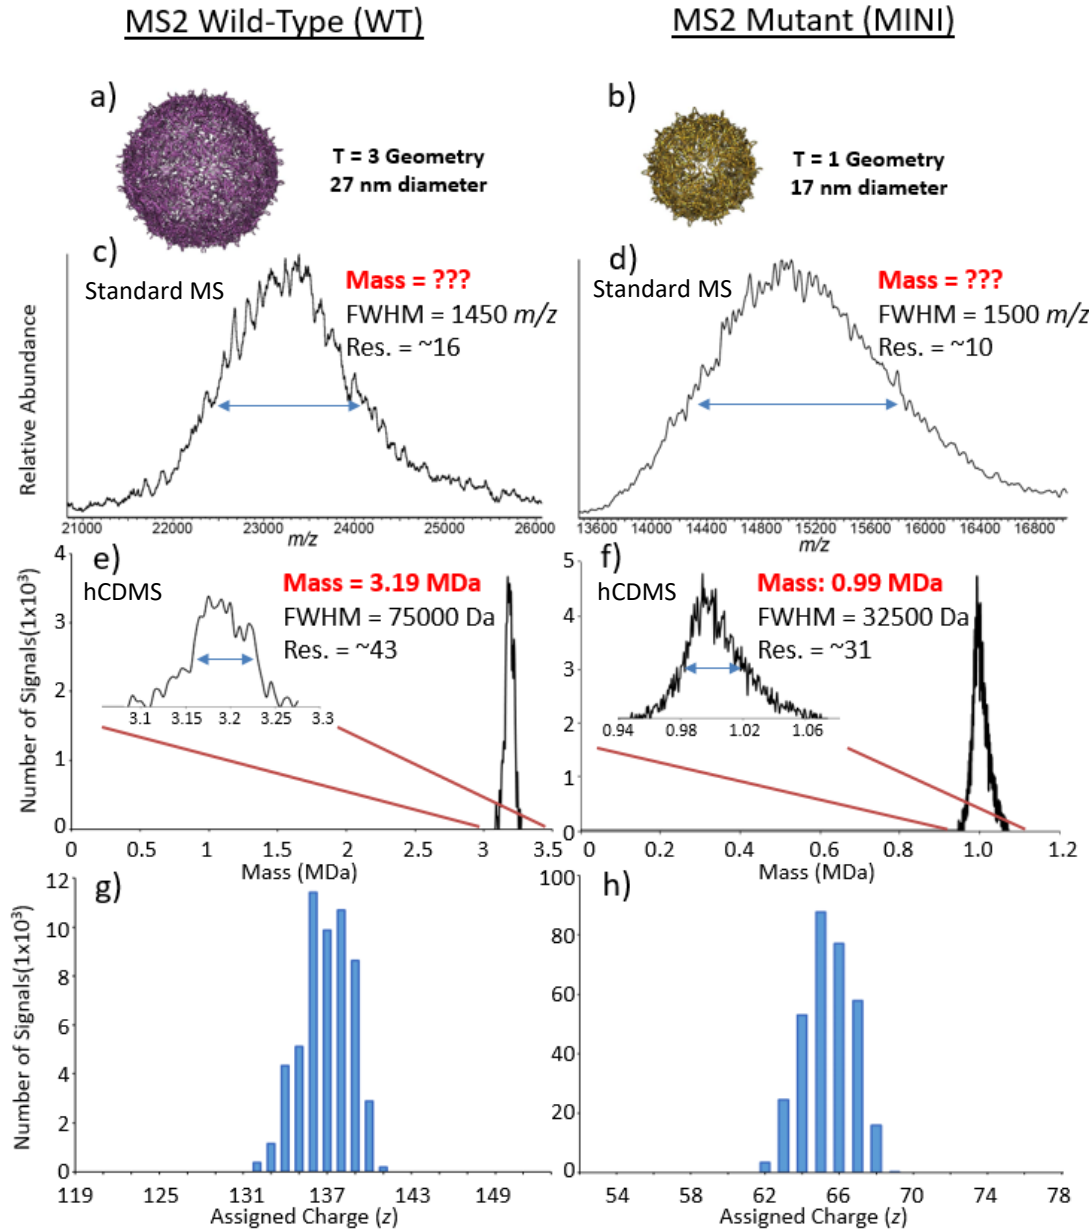 MS2 Wild-Type (WT)
MS2 Mutant (MINI)
a)
T = 3 Geometry
27 nm diameter
b)
T = 1 Geometry
17 nm diameter
c)
Standard MS
Mass = ???
FWHM = 1450 m/z
Res. = ~16
Relative Abundance
21000 22000 23000 24000 25000 26000
m/z
d)
Standard MS
Mass = ???
FWHM = 1500 m/z
Res. = ~10
13600 14000 14400 14800 15200 15600 16000 16400 16800
m/z
e)
hCDMS
Mass = 3.19 MDa
FWHM = 75000 Da
Res. = ~43
Number of Signals(1x10³)
4
3
2
1
0
3.1 3.15 3.2 3.25 3.3
0 0.5 1 1.5 2 2.5 3 3.5
Mass (MDa)
f)
hCDMS
Mass: 0.99 MDa
FWHM = 32500 Da
Res. = ~31
5
4
3
2
1
0
0.94 0.98 1.02 1.06
0 0.2 0.4 0.6 0.8 1.0 1.2
Mass (MDa)
g)
Number of Signals(1x10³)
12
10
8
6
4
2
0
119 125 131 137 143 149
Assigned Charge (z)
h)
100
80
60
40
20
0
54 58 62 66 70 74 78
Assigned Charge (z)